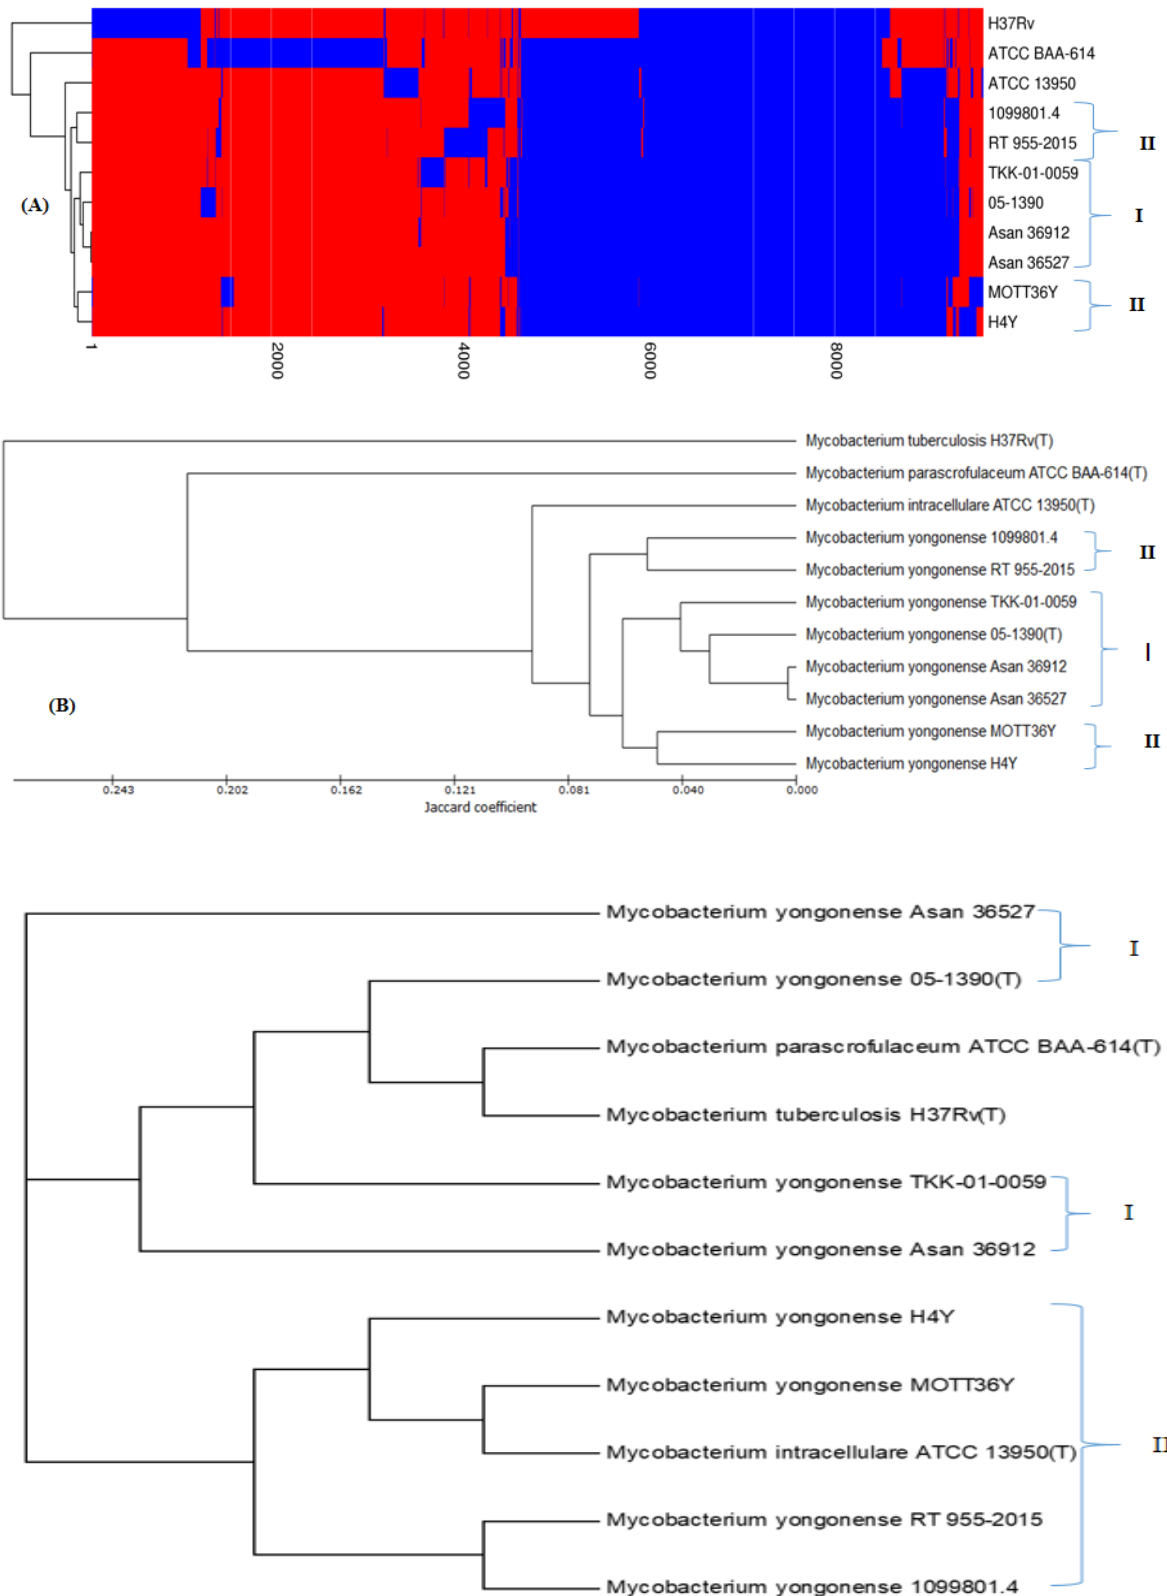 H37Rv
ATCC BAA-614
ATCC 13950
1099801.4
RT 955-2015
II
TKK-01-0059
(A)
05-1390
I
Asan 36912
Asan 36527
MOTT36Y
II
H4Y
1 2000 4000 6000 8000
Mycobacterium tuberculosis H37Rv(T)
Mycobacterium parascrofulaceum ATCC BAA-614(T)
Mycobacterium intracellulare ATCC 13950(T)
Mycobacterium yongonense 1099801.4
II
Mycobacterium yongonense RT 955-2015
Mycobacterium yongonense TKK-01-0059
Mycobacterium yongonense 05-1390(T)
I
Mycobacterium yongonense Asan 36912
Mycobacterium yongonense Asan 36527
(B)
Mycobacterium yongonense MOTT36Y
II
Mycobacterium yongonense H4Y
0.243 0.202 0.162 0.121 0.081 0.040 0.000
Jaccard coefficient
Mycobacterium yongonense Asan 36527
I
Mycobacterium yongonense 05-1390(T)
Mycobacterium parascrofulaceum ATCC BAA-614(T)
Mycobacterium tuberculosis H37Rv(T)
Mycobacterium yongonense TKK-01-0059
I
Mycobacterium yongonense Asan 36912
Mycobacterium yongonense H4Y
Mycobacterium yongonense MOTT36Y
II
Mycobacterium intracellulare ATCC 13950(T)
Mycobacterium yongonense RT 955-2015
Mycobacterium yongonense 1099801.4